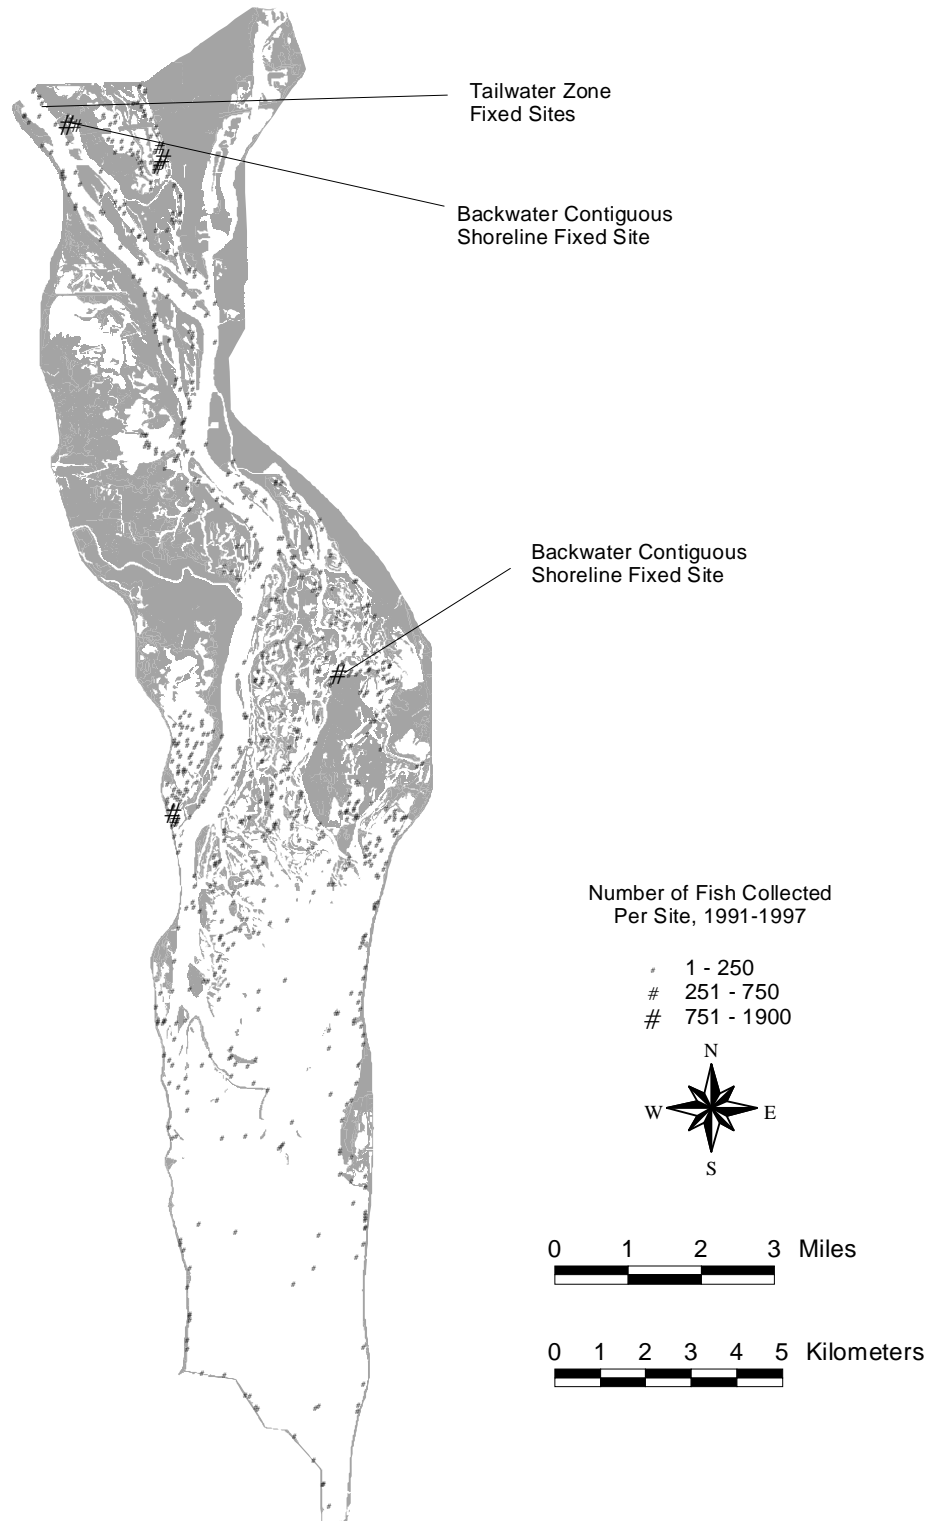 Tailwater Zone
Fixed Sites
Backwater Contiguous
Shoreline Fixed Site
Backwater Contiguous
Shoreline Fixed Site
Number of Fish Collected
Per Site, 1991-1997
# 1 - 250
# 251 - 750
# 751 - 1900
N
W E
S
0 1 2 3 Miles
0 1 2 3 4 5 Kilometers